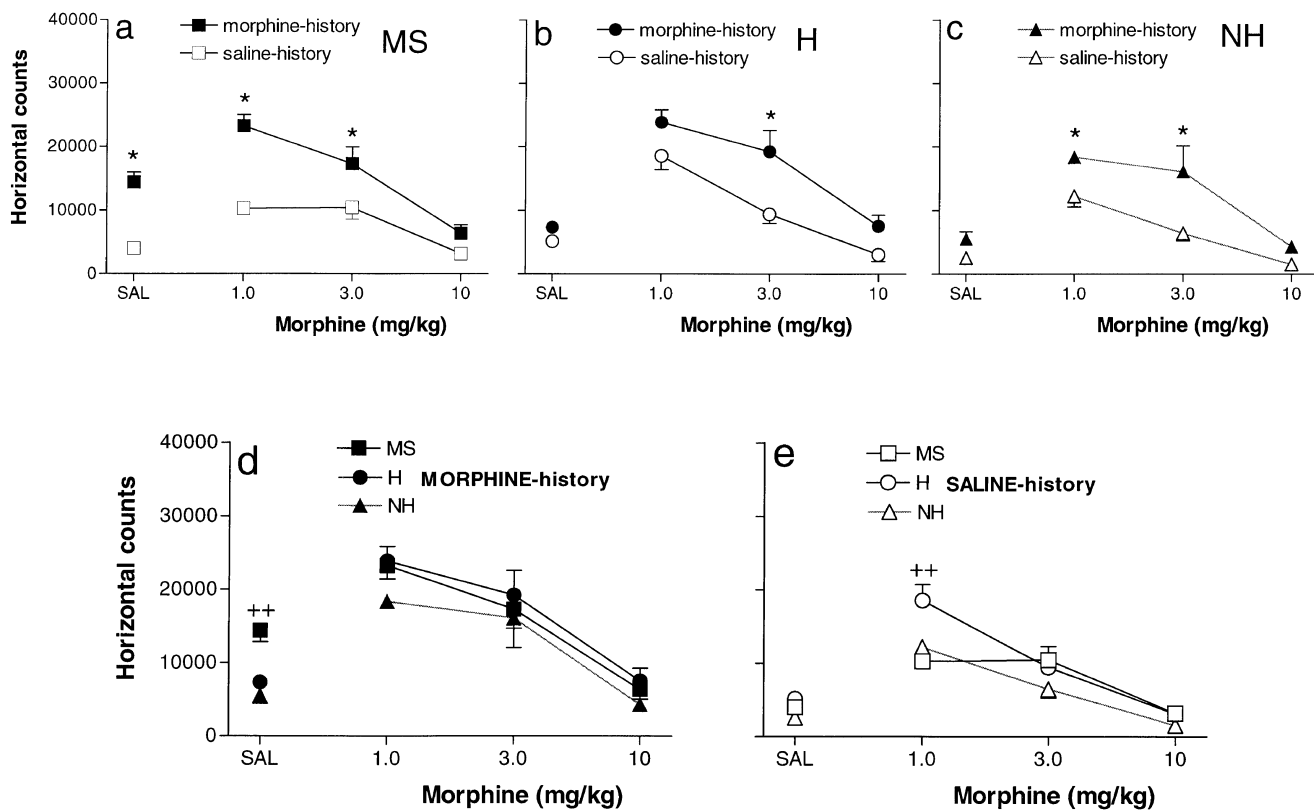 a
morphine-history
saline-history
MS
b
morphine-history
saline-history
H
c
morphine-history
saline-history
NH
Horizontal counts
40000
30000
20000
10000
0
*
*
*
*
*
*
SAL
1.0
3.0
10
SAL
1.0
3.0
10
SAL
1.0
3.0
10
Morphine (mg/kg)
Morphine (mg/kg)
Morphine (mg/kg)
d
MS
H MORPHINE-history
NH
Horizontal counts
40000
30000
20000
10000
0
++
SAL
1.0
3.0
10
Morphine (mg/kg)
e
MS
H SALINE-history
NH
++
SAL
1.0
3.0
10
Morphine (mg/kg)